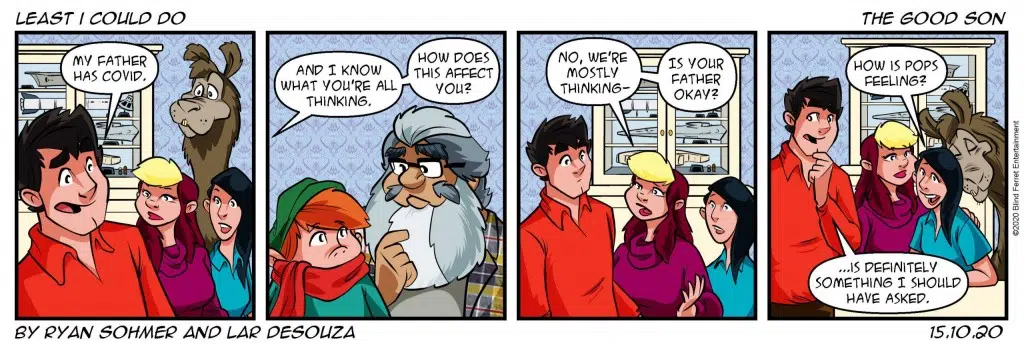 LEAST I COULD DO
THE GOOD SON
MY FATHER
HAS COVID.
AND I KNOW
WHAT YOU'RE ALL
THINKING.
HOW DOES
THIS AFFECT
YOU?
NO, WE'RE
MOSTLY
THINKING–
IS YOUR
FATHER
OKAY?
HOW IS POPS
FEELING?
...IS DEFINITELY
SOMETHING I SHOULD
HAVE ASKED.
©2020 Blind Ferret Entertainment
BY RYAN SOHMER AND LAR DESOUZA
15.10.20